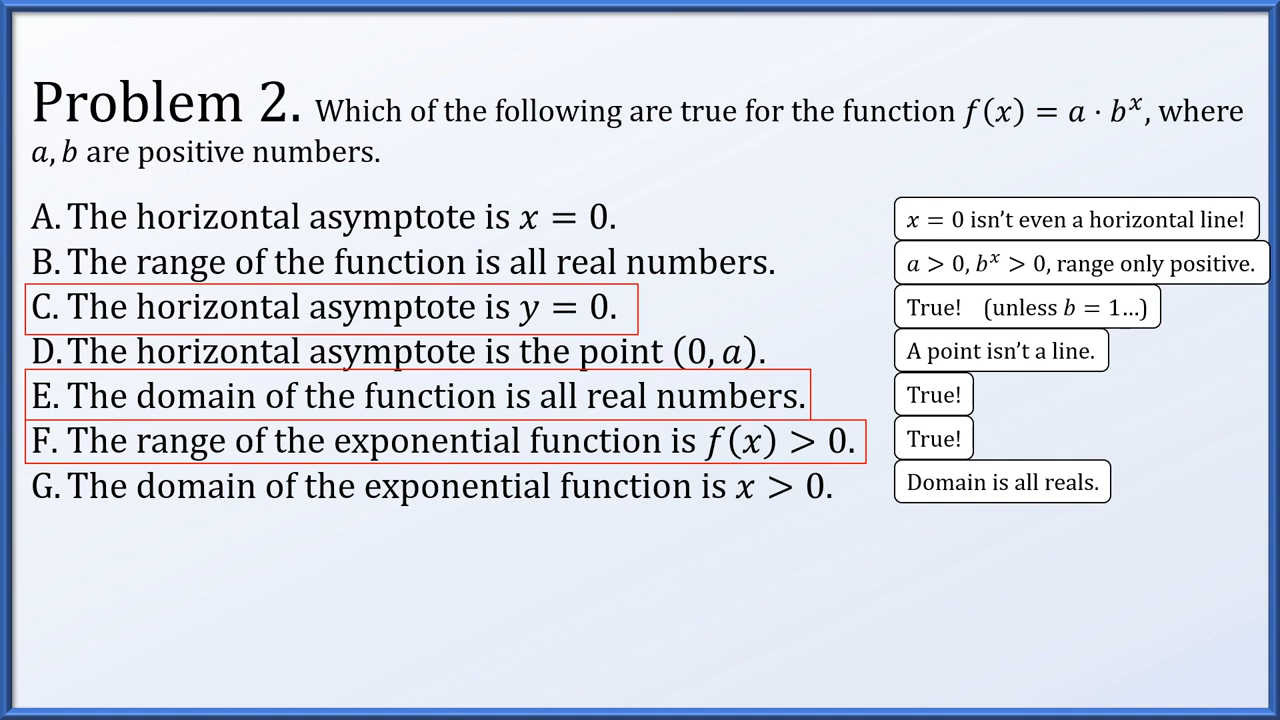 Problem 2. Which of the following are true for the function f(x) = a · bˣ, where
a, b are positive numbers.
A. The horizontal asymptote is x = 0.
x = 0 isn't even a horizontal line!
B. The range of the function is all real numbers.
a > 0, bˣ > 0, range only positive.
C. The horizontal asymptote is y = 0.
True! (unless b = 1...)
D. The horizontal asymptote is the point (0, a).
A point isn't a line.
E. The domain of the function is all real numbers.
True!
F. The range of the exponential function is f(x) > 0.
True!
G. The domain of the exponential function is x > 0.
Domain is all reals.